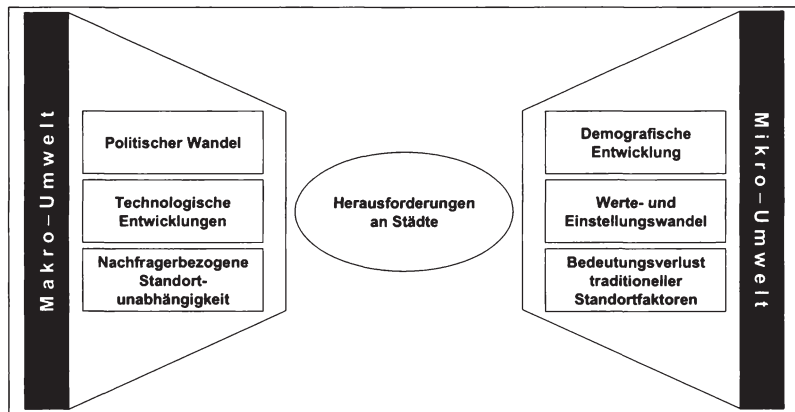 Makro-Umwelt
Politischer Wandel
Technologische
Entwicklungen
Nachfragerbezogene
Standort-
unabhängigkeit
Herausforderungen
an Städte
Demografische
Entwicklung
Werte- und
Einstellungswandel
Bedeutungsverlust
traditioneller
Standortfaktoren
Mikro-Umwelt